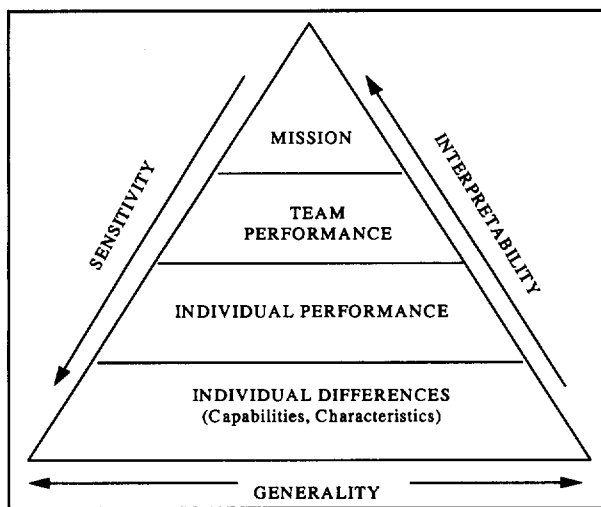 MISSION
TEAM
PERFORMANCE
INDIVIDUAL PERFORMANCE
INDIVIDUAL DIFFERENCES
(Capabilities, Characteristics)
SENSITIVITY
INTERPRETABILITY
GENERALITY